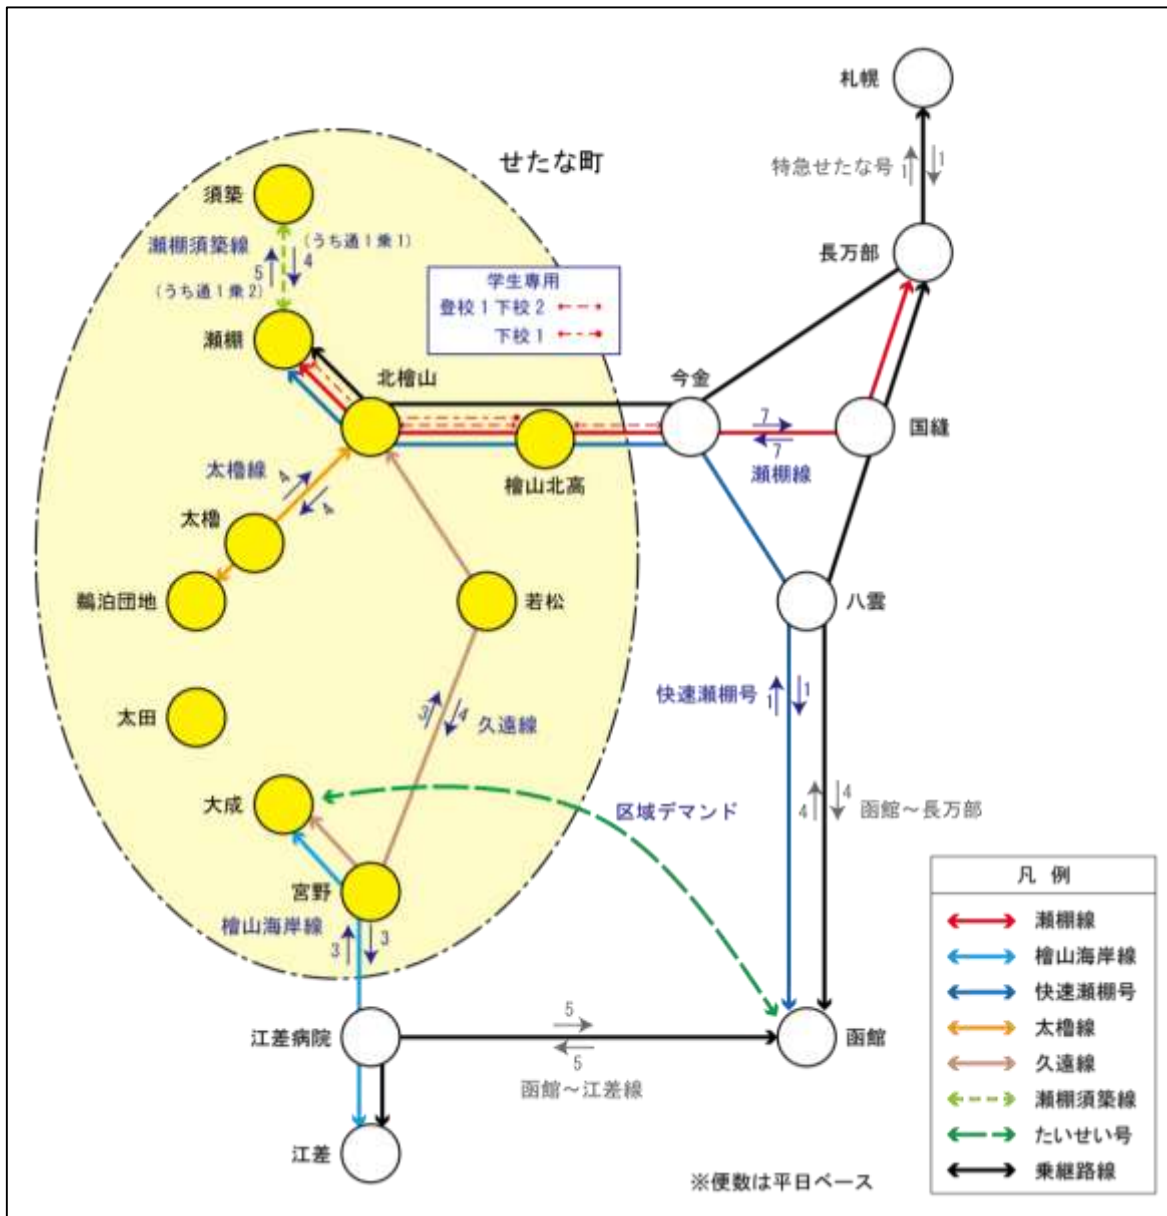 札幌
特急せたな号
1
1
せたな町
須築
瀬棚須築線
(うち通1乗1)
5
4
(うち通1乗2)
長万部
学生専用
登校1下校2
下校1
瀬棚
北檜山
今金
7
7
瀬棚線
国縫
檜山北高
太櫓線
4
4
太櫓
鵜泊団地
若松
八雲
太田
3
4
久遠線
快速瀬棚号
1
1
大成
区域デマンド
4
4
函館～長万部
宮野
檜山海岸線
3
3
江差病院
5
5
函館～江差線
函館
江差
※便数は平日ベース
凡 例
瀬棚線
檜山海岸線
快速瀬棚号
太櫓線
久遠線
瀬棚須築線
たいせい号
乗継路線